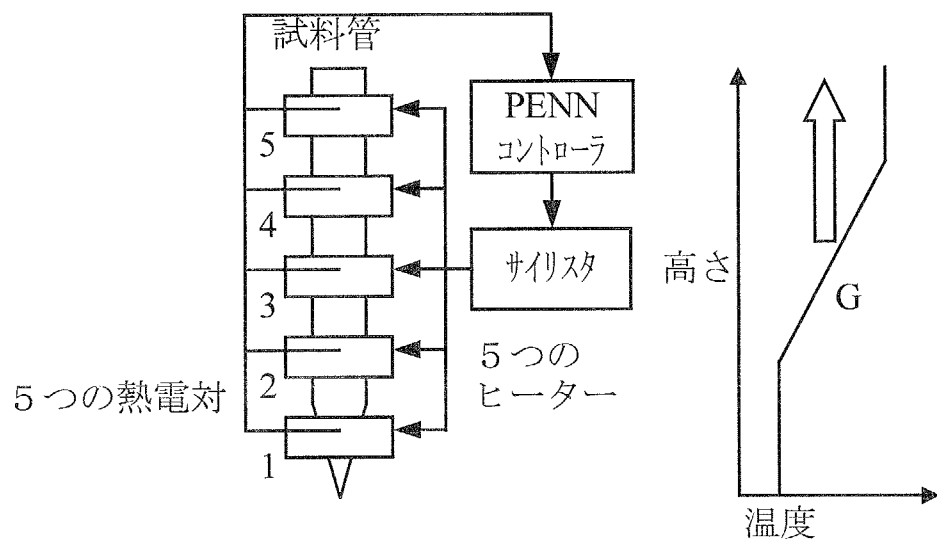 試料管
PENN
コントローラ
サイリスタ
5
4
3
2
1
５つの熱電対
５つの
ヒーター
高さ
G
温度